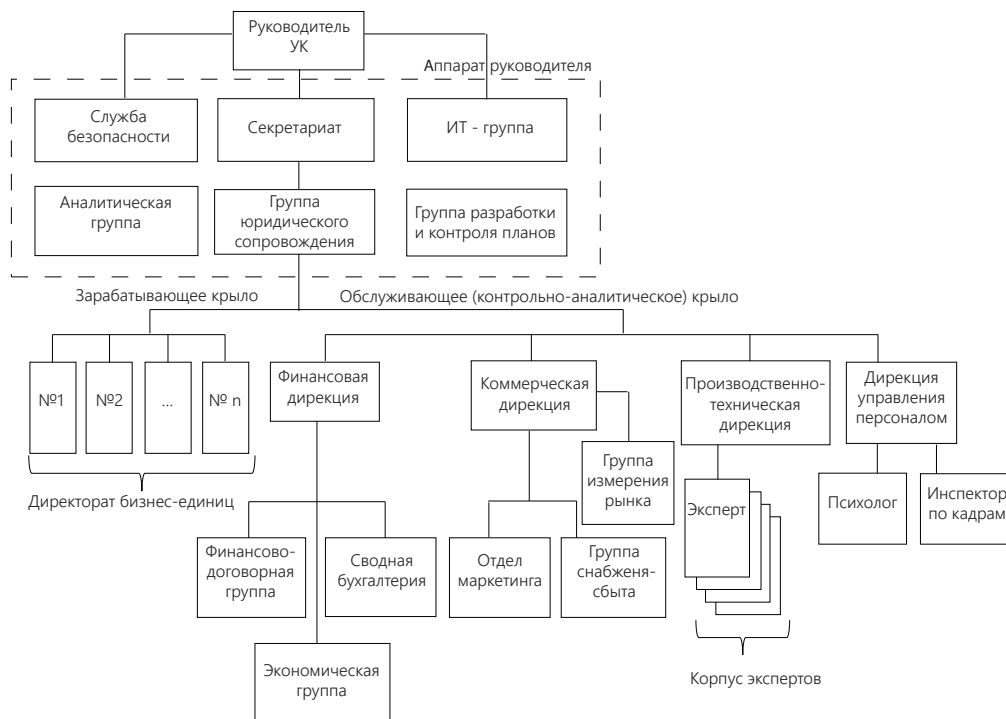 Руководитель
УК
Аппарат руководителя
Служба
безопасности
Секретариат
ИТ - группа
Аналитическая
группа
Группа
юридического
сопровождения
Группа разработки
и контроля планов
Зарабатывающее крыло
Обслуживающее (контрольно-аналитическое) крыло
№1
№2
...
№ n
Финансовая
дирекция
Коммерческая
дирекция
Производственно-
техническая
дирекция
Дирекция
управления
персоналом
Директорат бизнес-единиц
Группа
измерения
рынка
Эксперт
Психолог
Инспектор
по кадрам
Финансово-
договорная
группа
Сводная
бухгалтерия
Отдел
маркетинга
Группа
снабженя-
сбыта
Экономическая
группа
Корпус экспертов